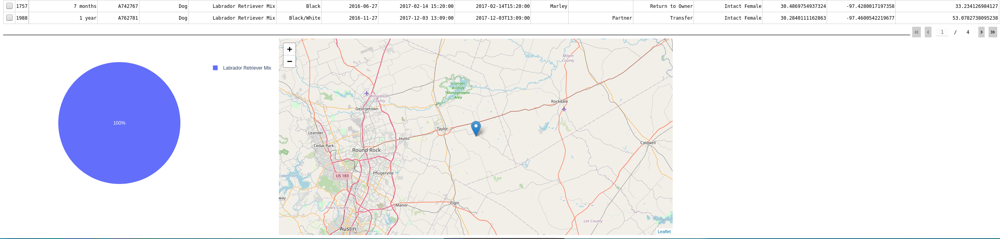 1757 7 months A742767 Dog Labrador Retriever Mix Black 2016-06-27 2017-02-14 15:20:00 2017-02-14T15:20:00 Marley Return to Owner Intact Female 30.4869754937324 -97.4280017197358 33.234126984127
1988 1 year A762781 Dog Labrador Retriever Mix Black/White 2016-11-27 2017-12-03 13:09:00 2017-12-03T13:09:00 Partner Transfer Intact Female 30.2840111162863 -97.4600542219677 53.0782738095238
« ‹ 1 / 4 › »
Labrador Retriever Mix
100%
+
−
Milam
County
Granger
Wildlife
Management
Area
Williamson
County
Georgetown
Rockdale
Taylor
Leander
Hutto
Cedar Park
Caldwell
Round Rock
Pflugerville
US 183
Lake Travis
way
Travis County
Manor
Elgin
Lee County
Austin
Leaflet